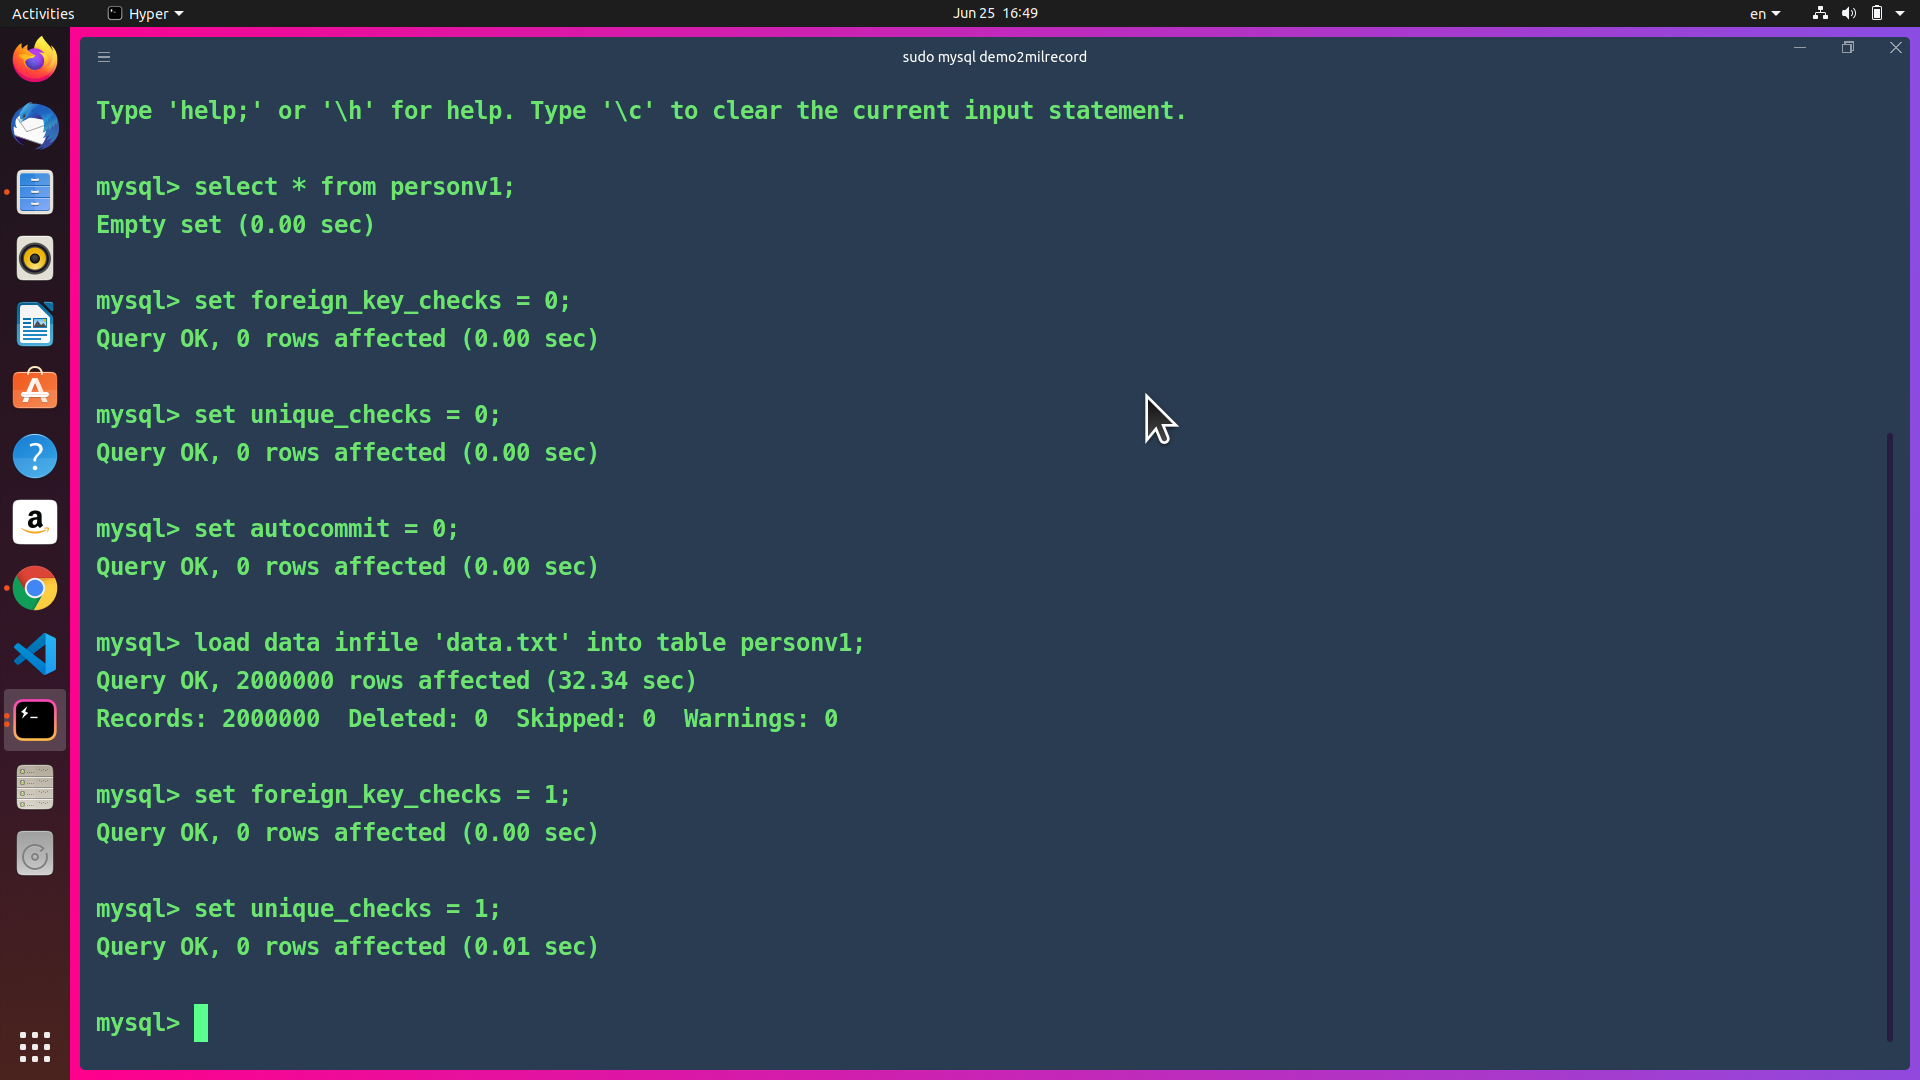 Activities Hyper Jun 25 16:49 en
sudo mysql demo2milrecord
Type 'help;' or '\h' for help. Type '\c' to clear the current input statement.
mysql> select * from personv1;
Empty set (0.00 sec)
mysql> set foreign_key_checks = 0;
Query OK, 0 rows affected (0.00 sec)
mysql> set unique_checks = 0;
Query OK, 0 rows affected (0.00 sec)
mysql> set autocommit = 0;
Query OK, 0 rows affected (0.00 sec)
mysql> load data infile 'data.txt' into table personv1;
Query OK, 2000000 rows affected (32.34 sec)
Records: 2000000  Deleted: 0  Skipped: 0  Warnings: 0
mysql> set foreign_key_checks = 1;
Query OK, 0 rows affected (0.00 sec)
mysql> set unique_checks = 1;
Query OK, 0 rows affected (0.01 sec)
mysql>